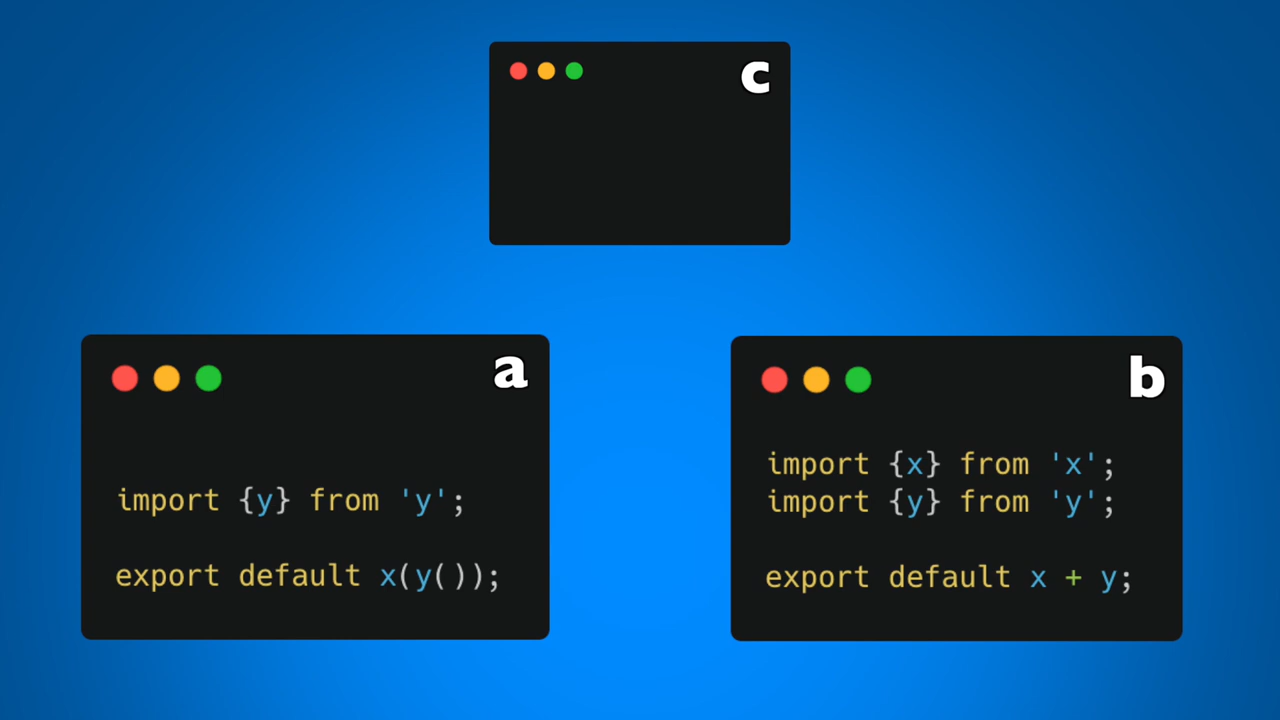 c
a
import {y} from 'y';
export default x(y());
b
import {x} from 'x';
import {y} from 'y';
export default x + y;